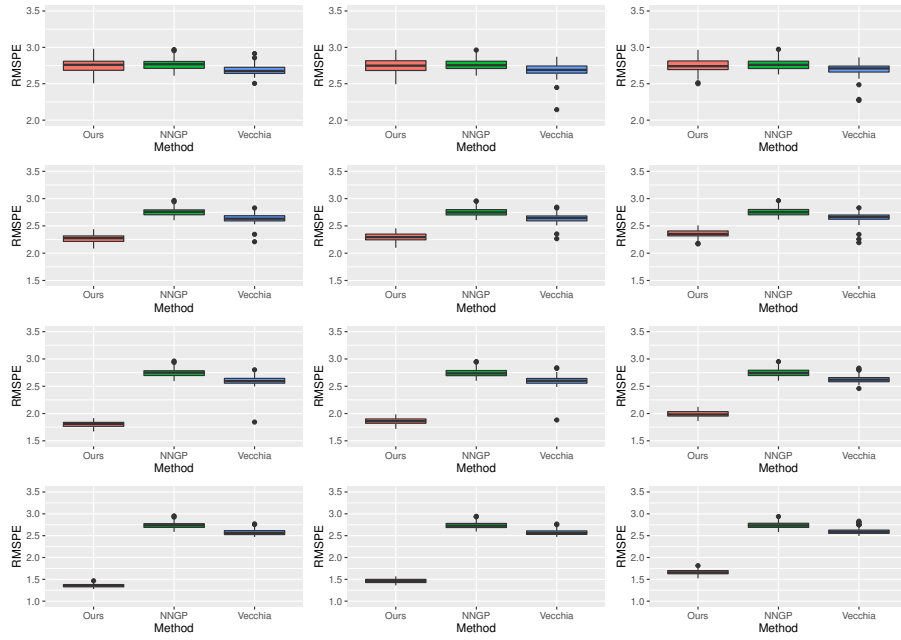 3.5
3.0
2.5
2.0
RMSPE
Ours
NNGP
Vecchia
Method
3.5
3.0
2.5
2.0
RMSPE
Ours
NNGP
Vecchia
Method
3.5
3.0
2.5
2.0
RMSPE
Ours
NNGP
Vecchia
Method
3.5
3.0
2.5
2.0
1.5
RMSPE
Ours
NNGP
Vecchia
Method
3.5
3.0
2.5
2.0
1.5
RMSPE
Ours
NNGP
Vecchia
Method
3.5
3.0
2.5
2.0
1.5
RMSPE
Ours
NNGP
Vecchia
Method
3.5
3.0
2.5
2.0
1.5
RMSPE
Ours
NNGP
Vecchia
Method
3.5
3.0
2.5
2.0
1.5
RMSPE
Ours
NNGP
Vecchia
Method
3.5
3.0
2.5
2.0
1.5
RMSPE
Ours
NNGP
Vecchia
Method
3.5
3.0
2.5
2.0
1.5
1.0
RMSPE
Ours
NNGP
Vecchia
Method
3.5
3.0
2.5
2.0
1.5
1.0
RMSPE
Ours
NNGP
Vecchia
Method
3.5
3.0
2.5
2.0
1.5
1.0
RMSPE
Ours
NNGP
Vecchia
Method